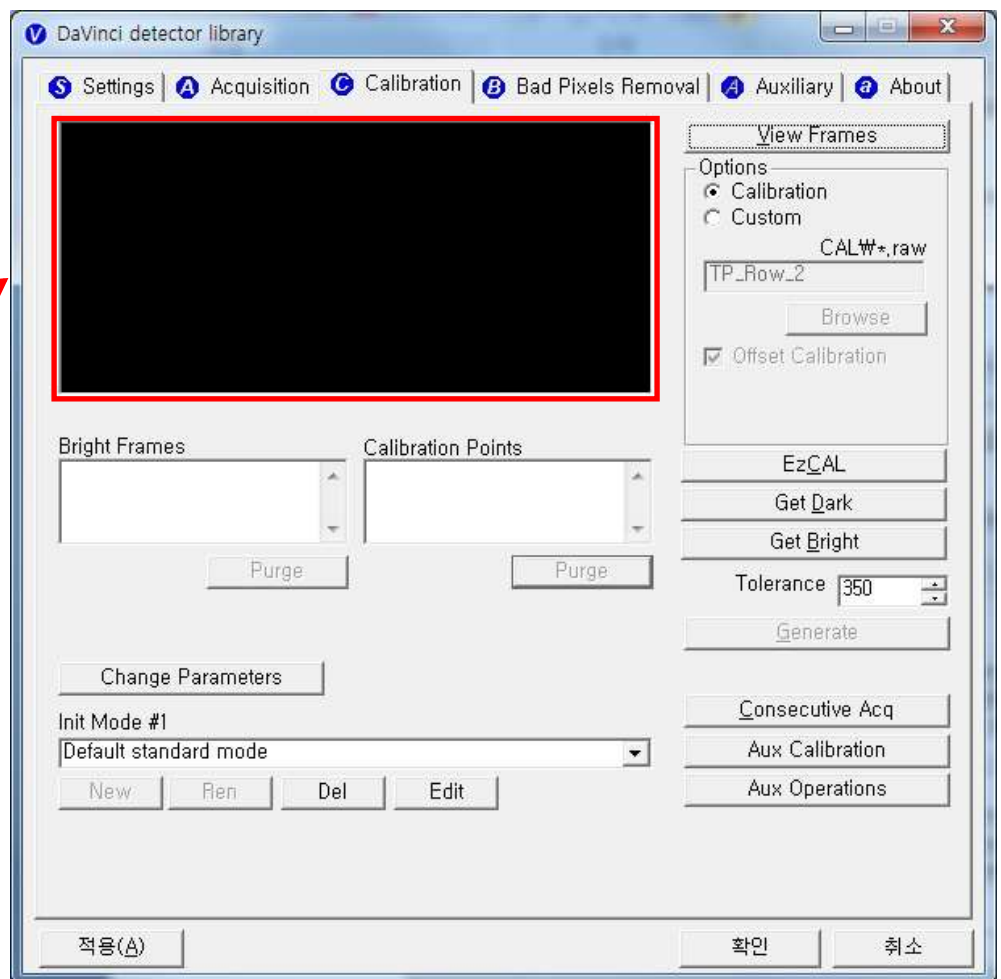 DaVinci detector library
Settings Acquisition Calibration Bad Pixels Removal Auxiliary About
View Frames
Options
Calibration
Custom
CAL₩*.raw
TP_Row_2
Browse
Offset Calibration
Bright Frames
Calibration Points
Purge
Purge
EzCAL
Get Dark
Get Bright
Tolerance 350
Generate
Change Parameters
Init Mode #1
Default standard mode
New Ren Del Edit
Consecutive Acq
Aux Calibration
Aux Operations
적용(A) 확인 취소